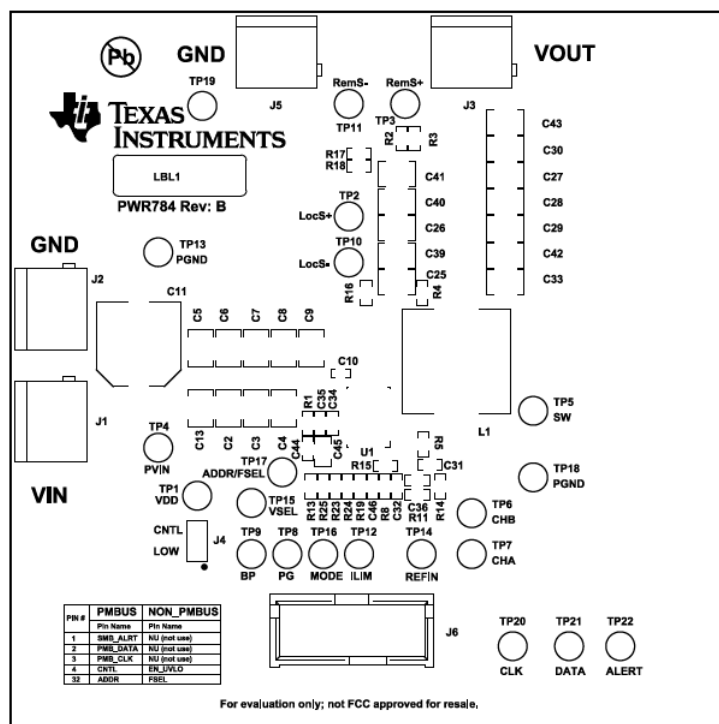 Pb
GND
VOUT
TP19
J5
RemS-
TP11
RemS+
TP3
J3
TEXAS
INSTRUMENTS
R2
R3
C43
C30
C27
C28
C29
C42
C33
R17
R18
LBL1
PWR784 Rev: B
C41
C40
C26
C39
C25
TP2
LocS+
TP10
LocS-
R16
R4
GND
TP13
PGND
J2
C11
C5
C6
C7
C8
C9
C10
J1
VIN
TP4
PVIN
C13
C2
C3
C4
R1
C35
C34
C44
C45
U1
R5
L1
TP5
SW
R15
C31
TP17
ADDR/FSEL
TP18
PGND
TP1
VDD
TP15
VSEL
R13
R25
R23
R24
R19
C46
R8
C32
C36
R11
R14
TP6
CHB
CNTL
LOW
J4
TP9
BP
TP8
PG
TP16
MODE
TP12
ILIM
TP14
REFIN
TP7
CHA
PIN # PMBUS NON_PMBUS
Pin Name Pin Name
1 SMB_ALRT NU (not use)
2 PMB_DATA NU (not use)
3 PMB_CLK NU (not use)
4 CNTL EN_UVLO
32 ADDR FSEL
J6
TP20
CLK
TP21
DATA
TP22
ALERT
For evaluation only; not FCC approved for resale.